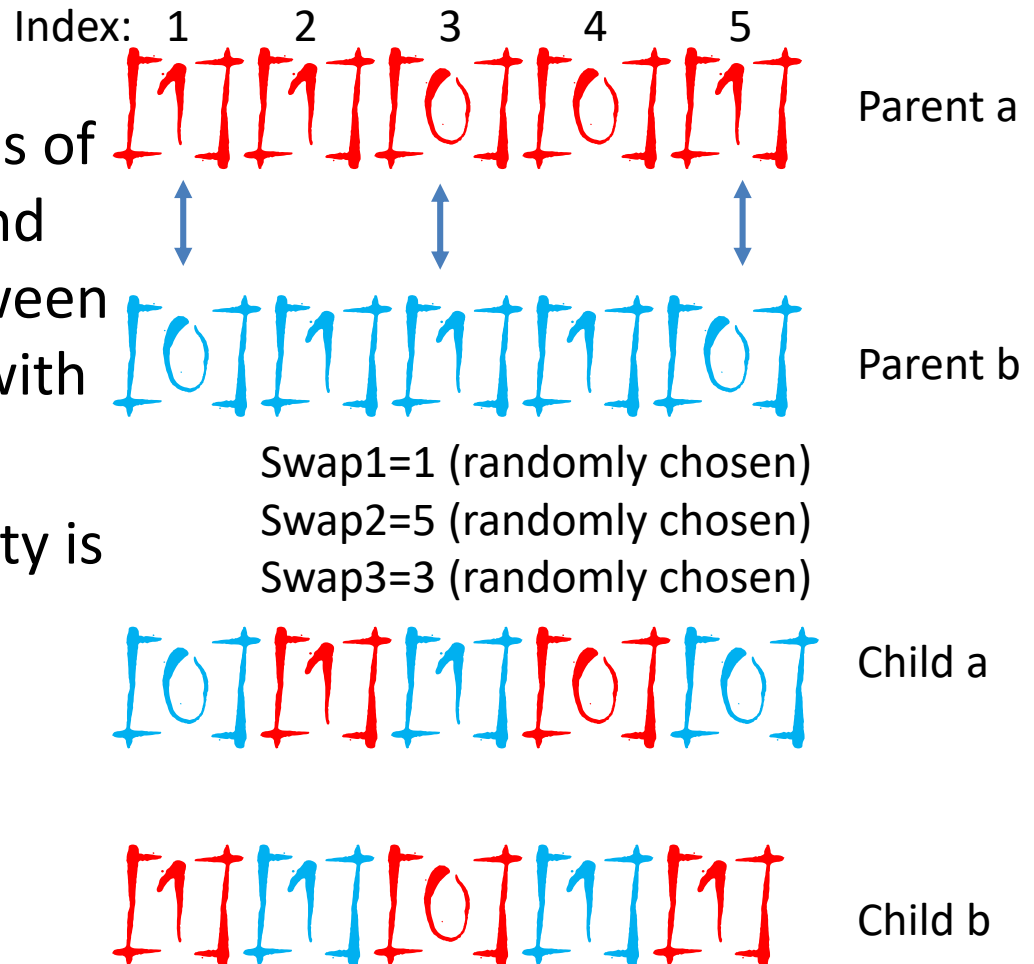 Index: 1 2 3 4 5
[1] [1] [0] [0] [1] Parent a
s of
nd
ween
with
[0] [1] [1] [1] [0] Parent b
Swap1=1 (randomly chosen)
Swap2=5 (randomly chosen)
ty is
Swap3=3 (randomly chosen)
[0] [1] [1] [0] [0] Child a
[1] [1] [0] [1] [1] Child b